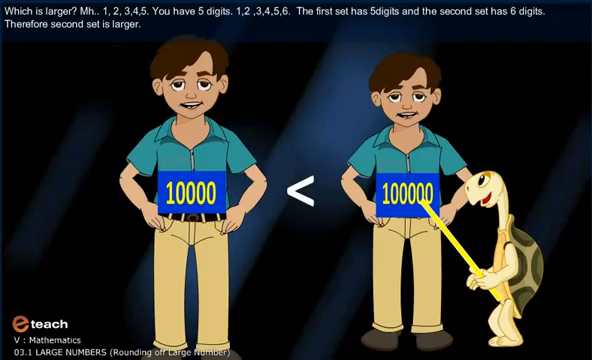 Which is larger? Mh.. 1, 2, 3,4,5. You have 5 digits. 1,2 ,3,4,5,6.  The first set has 5digits and the second set has 6 digits.
Therefore second set is larger.
10000 < 100000
e teach
V : Mathematics
03.1 LARGE NUMBERS (Rounding off Large Number)